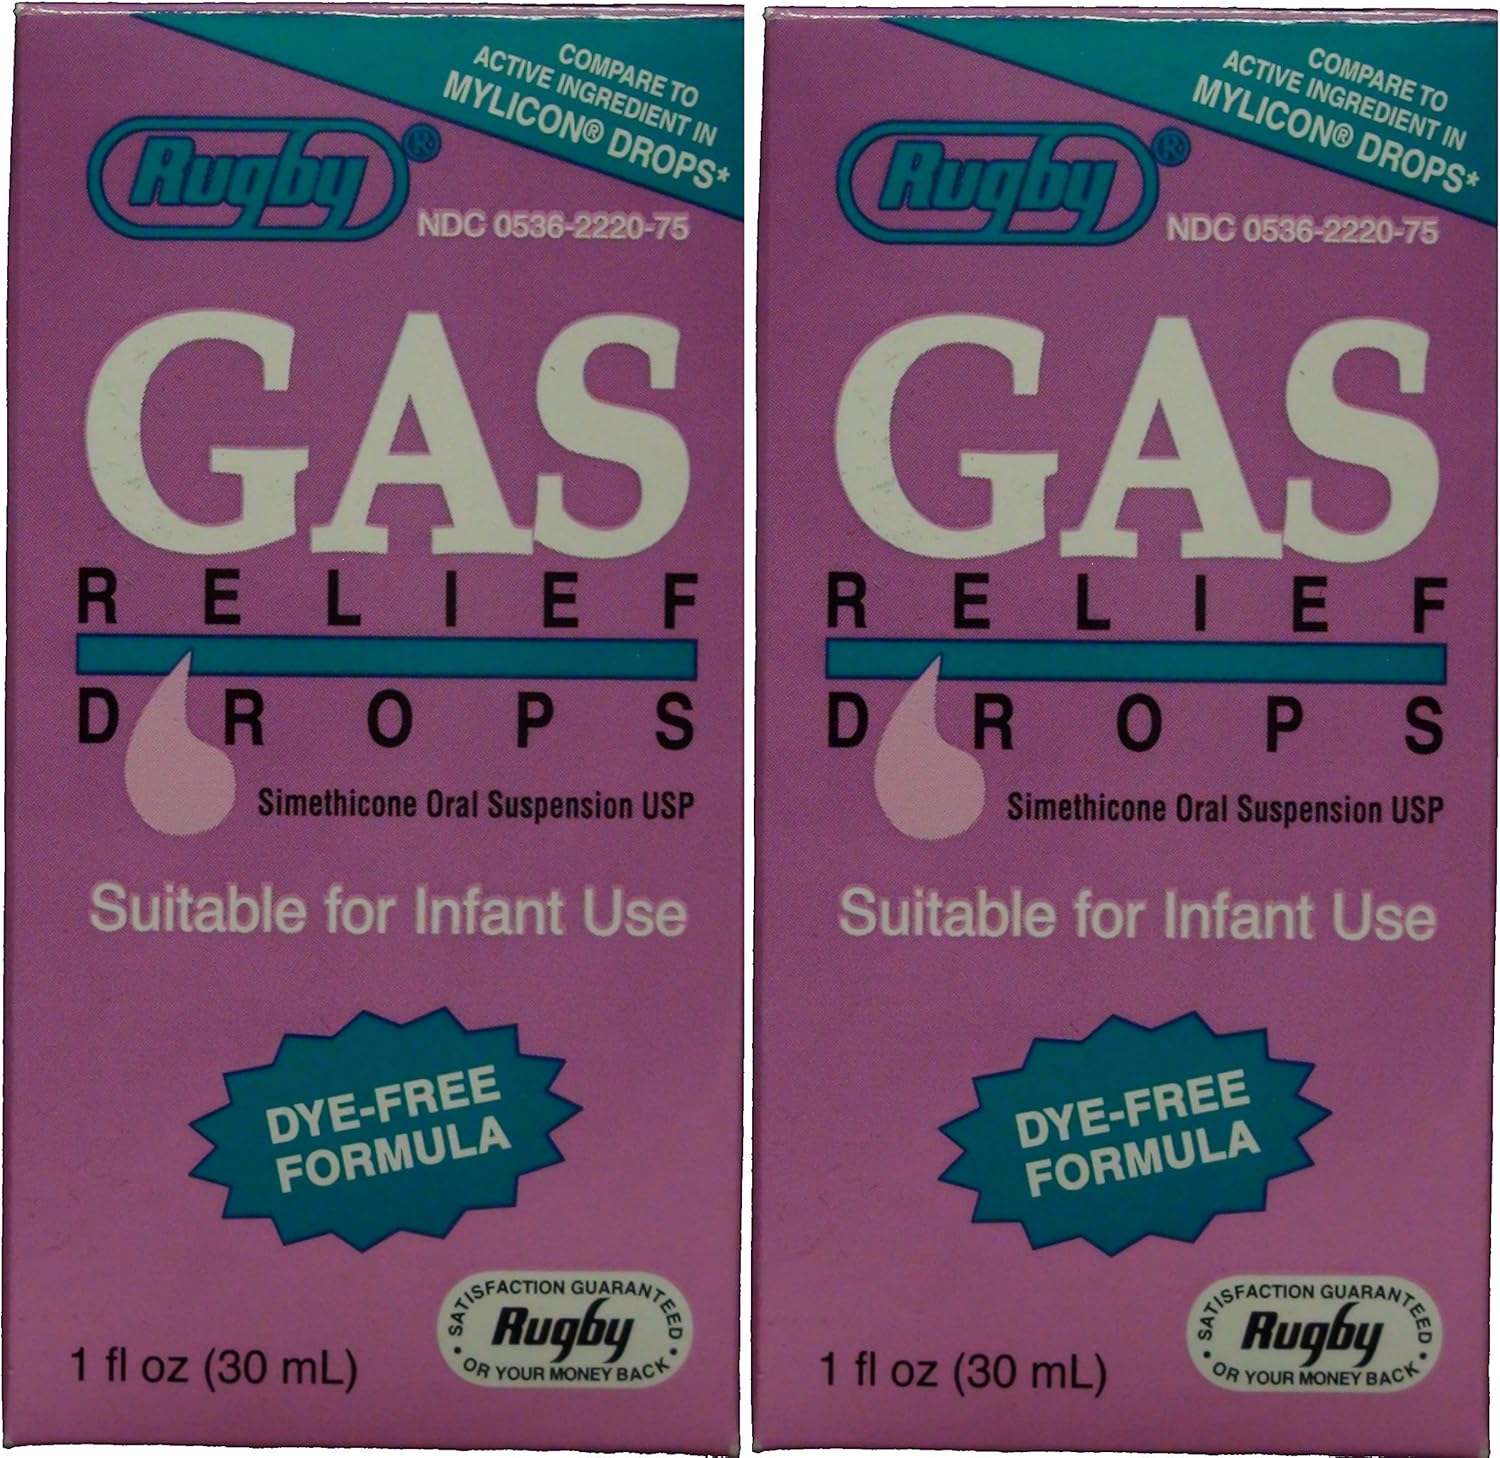 COMPARE TO
ACTIVE INGREDIENT IN
MYLICON® DROPS*
Rugby®
NDC 0536-2220-75
GAS
RELIEF
DROPS
Simethicone Oral Suspension USP
Suitable for Infant Use
DYE-FREE
FORMULA
SATISFACTION GUARANTEED
Rugby
OR YOUR MONEY BACK
1 fl oz (30 mL)
COMPARE TO
ACTIVE INGREDIENT IN
MYLICON® DROPS*
Rugby®
NDC 0536-2220-75
GAS
RELIEF
DROPS
Simethicone Oral Suspension USP
Suitable for Infant Use
DYE-FREE
FORMULA
SATISFACTION GUARANTEED
Rugby
OR YOUR MONEY BACK
1 fl oz (30 mL)